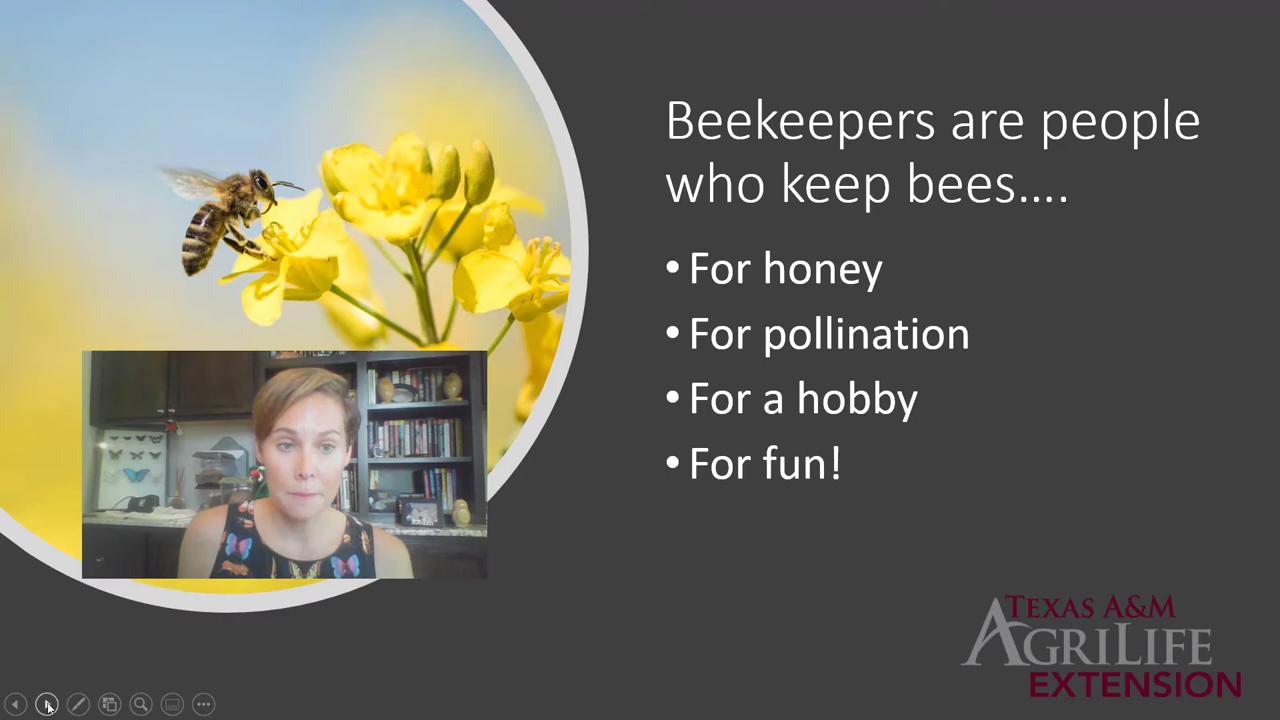 Beekeepers are people
who keep bees....
• For honey
• For pollination
• For a hobby
• For fun!
TEXAS A&M
AGRILIFE
EXTENSION